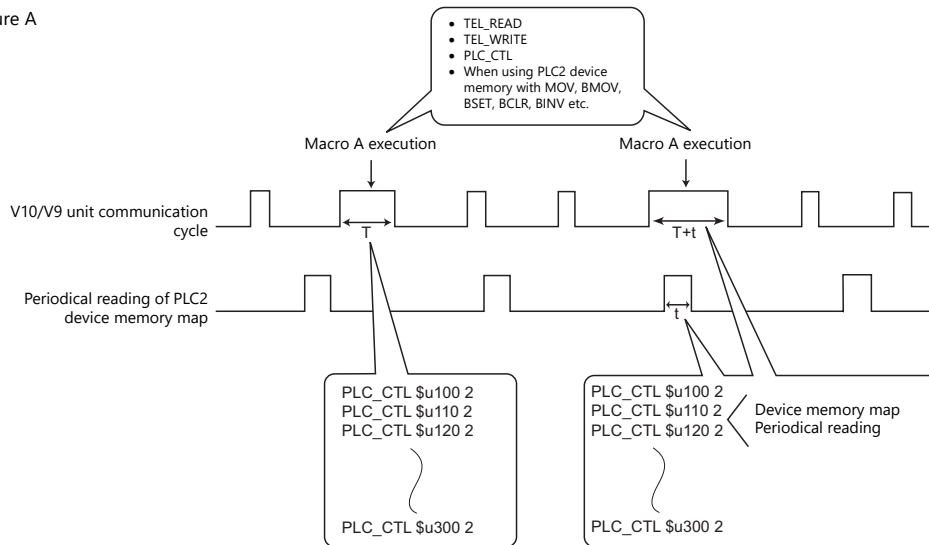 ure A
• TEL_READ
• TEL_WRITE
• PLC_CTL
• When using PLC2 device
memory with MOV, BMOV,
BSET, BCLR, BINV etc.
Macro A execution
Macro A execution
V10/V9 unit communication
cycle
T
T+t
Periodical reading of PLC2
device memory map
t
PLC_CTL $u100 2
PLC_CTL $u110 2
PLC_CTL $u120 2
PLC_CTL $u300 2
PLC_CTL $u100 2
PLC_CTL $u110 2
PLC_CTL $u120 2
Device memory map
Periodical reading
PLC_CTL $u300 2